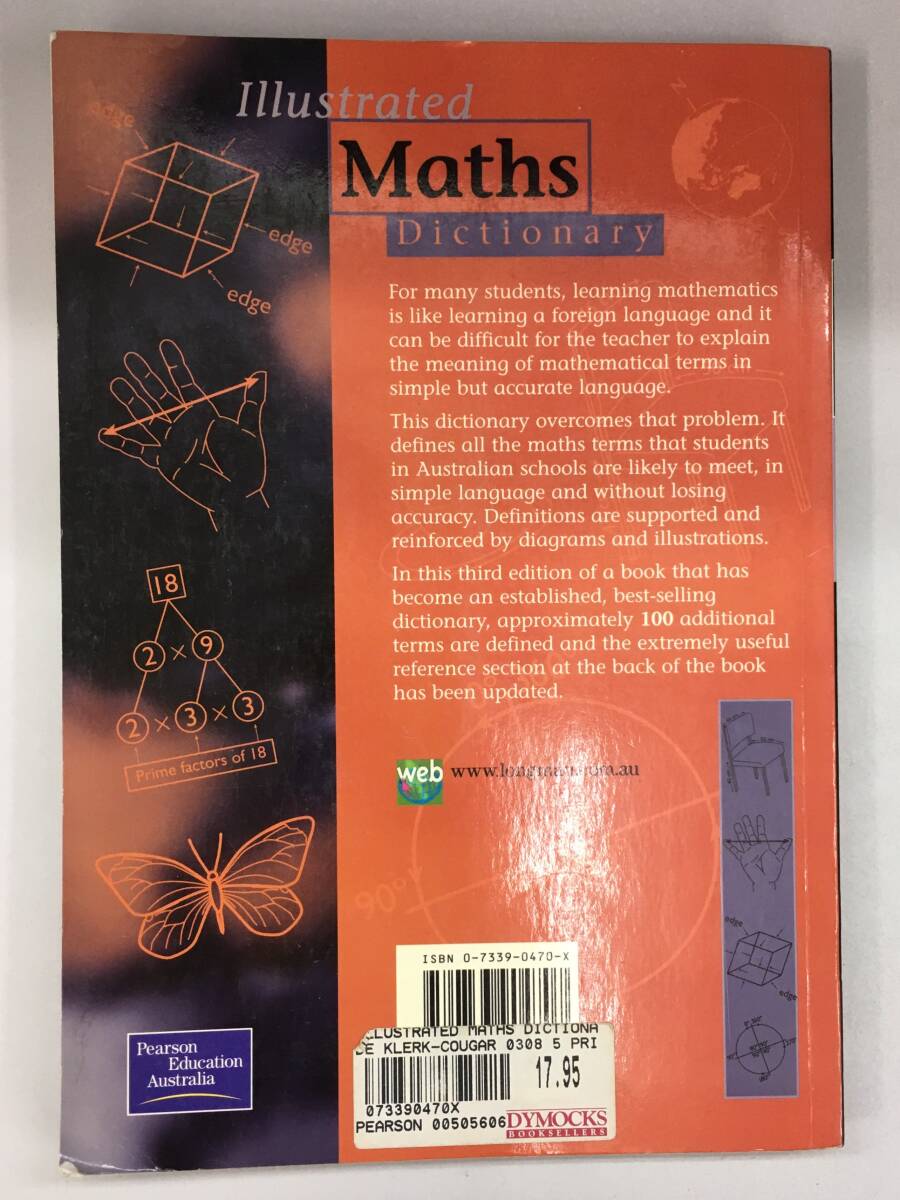 Illustrated
Maths
Dictionary
edge
edge
edge
For many students, learning mathematics
is like learning a foreign language and it
can be difficult for the teacher to explain
the meaning of mathematical terms in
simple but accurate language.
This dictionary overcomes that problem. It
defines all the maths terms that students
in Australian schools are likely to meet, in
simple language and without losing
accuracy. Definitions are supported and
reinforced by diagrams and illustrations.
In this third edition of a book that has
become an established, best-selling
dictionary, approximately 100 additional
terms are defined and the extremely useful
reference section at the back of the book
has been updated.
18
2 × 9
2 × 3 × 3
Prime factors of 18
web www.longman.com.au
90°
edge
edge
ISBN 0-7339-0470-X
ILLUSTRATED MATHS DICTIONA
DE KLERK-COUGAR 0308 5 PRI
17.95
073390470X
PEARSON 00505606
DYMOCKS
BOOKSELLERS
Pearson
Education
Australia